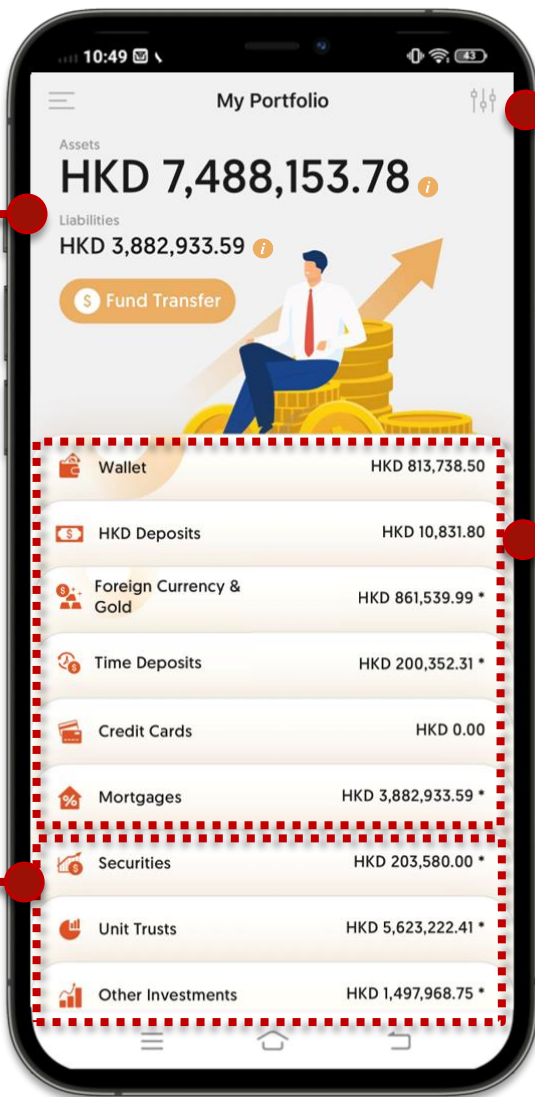 10:49
43
My Portfolio
Assets
HKD 7,488,153.78 i
Liabilities
HKD 3,882,933.59 i
$ Fund Transfer
Wallet HKD 813,738.50
HKD Deposits HKD 10,831.80
Foreign Currency &
Gold HKD 861,539.99 *
Time Deposits HKD 200,352.31 *
Credit Cards HKD 0.00
Mortgages HKD 3,882,933.59 *
Securities HKD 203,580.00 *
Unit Trusts HKD 5,623,222.41 *
Other Investments HKD 1,497,968.75 *